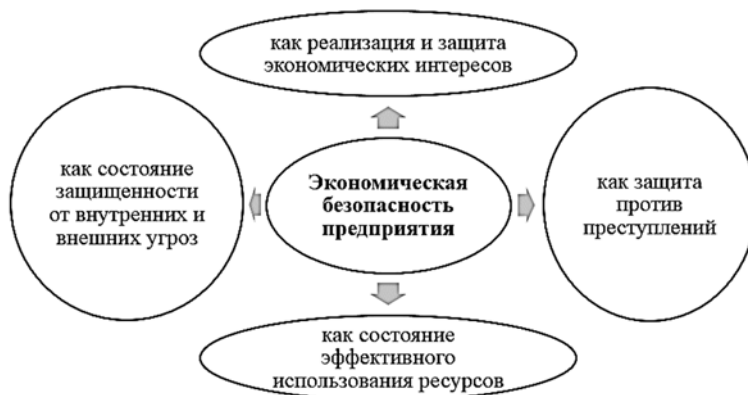 как реализация и защита
экономических интересов
как состояние
защищенности
от внутренних и
внешних угроз
Экономическая
безопасность
предприятия
как защита
против
преступлений
как состояние
эффективного
использования ресурсов